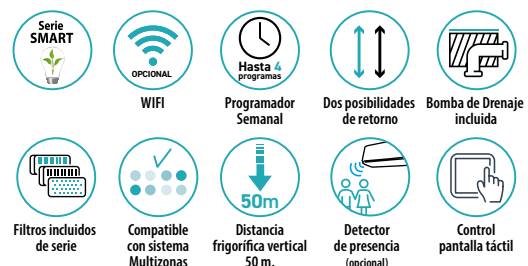 Serie
SMART
OPCIONAL
WIFI
Hasta 4
programas
Programador
Semanal
Dos posibilidades
de retorno
Bomba de Drenaje
incluida
Filtros incluidos
de serie
Compatible
con sistema
Multizonas
50m
Distancia
frigorífica vertical
50 m.
Detector
de presencia
(opcional)
Control
pantalla táctil